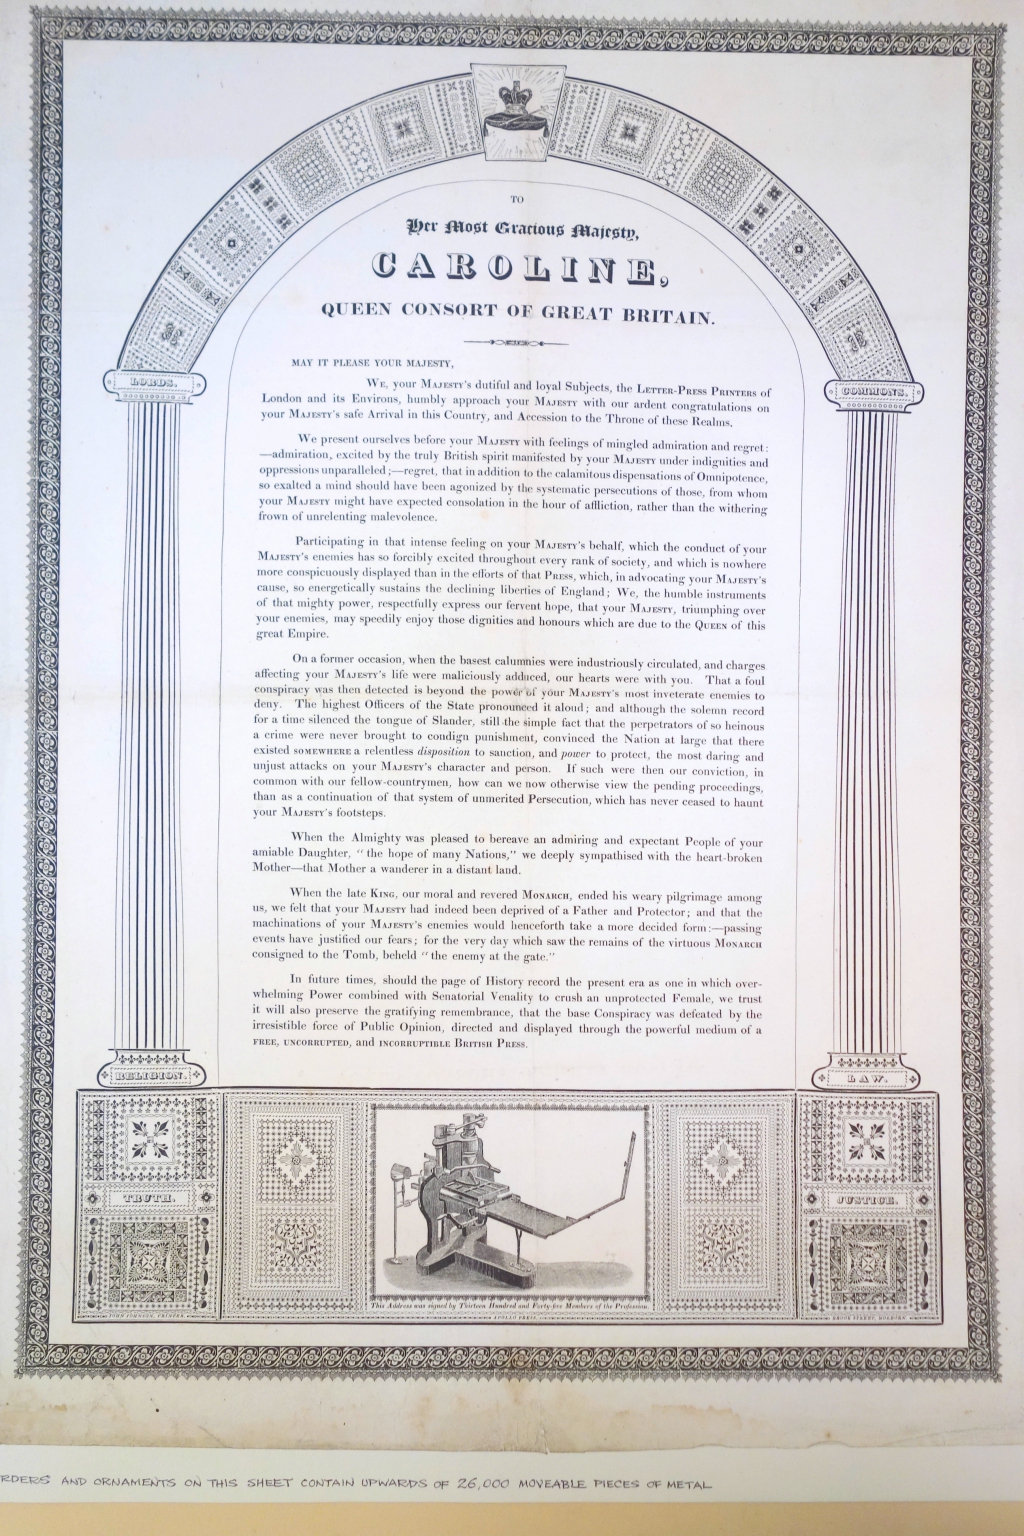 TO
Her Most Gracious Majesty,
CAROLINE,
QUEEN CONSORT OF GREAT BRITAIN.
MAY IT PLEASE YOUR MAJESTY,
WE, your MAJESTY's dutiful and loyal Subjects, the LETTER-PRESS PRINTERS of
London and its Environs, humbly approach your MAJESTY with our ardent congratulations on
your MAJESTY's safe Arrival in this Country, and Accession to the Throne of these Realms.
We present ourselves before your MAJESTY with feelings of mingled admiration and regret:
—admiration, excited by the truly British spirit manifested by your MAJESTY under indignities and
oppressions unparalleled;—regret, that in addition to the calamitous dispensations of Omnipotence,
so exalted a mind should have been agonized by the systematic persecutions of those, from whom
your MAJESTY might have expected consolation in the hour of affliction, rather than the withering
frown of unrelenting malevolence.
Participating in that intense feeling on your MAJESTY's behalf, which the conduct of your
MAJESTY's enemies has so forcibly excited throughout every rank of society, and which is nowhere
more conspicuously displayed than in the efforts of that PRESS, which, in advocating your MAJESTY's
cause, so energetically sustains the declining liberties of England; We, the humble instruments
of that mighty power, respectfully express our fervent hope, that your MAJESTY, triumphing over
your enemies, may speedily enjoy those dignities and honours which are due to the QUEEN of this
great Empire.
On a former occasion, when the basest calumnies were industriously circulated, and charges
affecting your MAJESTY's life were maliciously adduced, our hearts were with you. That a foul
conspiracy was then detected is beyond the power of your MAJESTY's most inveterate enemies to
deny. The highest Officers of the State pronounced it aloud; and although the solemn record
for a time silenced the tongue of Slander, still the simple fact that the perpetrators of so heinous
a crime were never brought to condign punishment, convinced the Nation at large that there
existed SOMEWHERE a relentless disposition to sanction, and power to protect, the most daring and
unjust attacks on your MAJESTY's character and person. If such were then our conviction, in
common with our fellow-countrymen, how can we now otherwise view the pending proceedings,
than as a continuation of that system of unmerited Persecution, which has never ceased to haunt
your MAJESTY's footsteps.
When the Almighty was pleased to bereave an admiring and expectant People of your
amiable Daughter, "the hope of many Nations," we deeply sympathised with the heart-broken
Mother—that Mother a wanderer in a distant land.
When the late KING, our moral and revered MONARCH, ended his weary pilgrimage among
us, we felt that your MAJESTY had indeed been deprived of a Father and Protector; and that the
machinations of your MAJESTY's enemies would henceforth take a more decided form:—passing
events have justified our fears; for the very day which saw the remains of the virtuous MONARCH
consigned to the Tomb, beheld "the enemy at the gate."
In future times, should the page of History record the present era as one in which over-
whelming Power combined with Senatorial Venality to crush an unprotected Female, we trust
it will also preserve the gratifying remembrance, that the base Conspiracy was defeated by the
irresistible force of Public Opinion, directed and displayed through the powerful medium of a
FREE, UNCORRUPTED, and INCORRUPTIBLE BRITISH PRESS.
LORDS.
COMMONS.
RELIGION.
LAW.
TRUTH.
JUSTICE.
This Address was signed by Thirteen Hundred and Forty-five Members of the Profession.
JOHN JOHNSON, PRINTER,
APOLLO PRESS,
BROOK STREET, HOLBORN.
RDERS AND ORNAMENTS ON THIS SHEET CONTAIN UPWARDS OF 26,000 MOVEABLE PIECES OF METAL